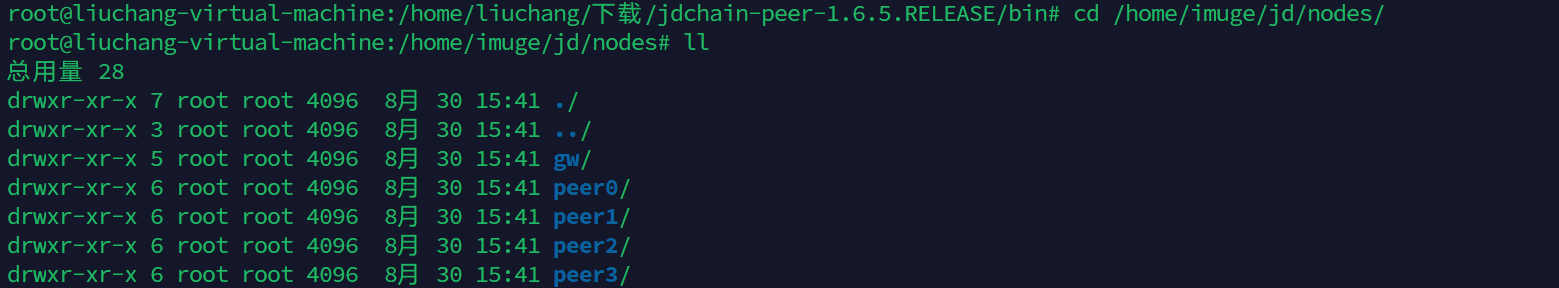 root@liuchang-virtual-machine:/home/liuchang/下载/jdchain-peer-1.6.5.RELEASE/bin# cd /home/imuge/jd/nodes/
root@liuchang-virtual-machine:/home/imuge/jd/nodes# ll
总用量 28
drwxr-xr-x 7 root root 4096  8月 30 15:41 ./
drwxr-xr-x 3 root root 4096  8月 30 15:41 ../
drwxr-xr-x 5 root root 4096  8月 30 15:41 gw/
drwxr-xr-x 6 root root 4096  8月 30 15:41 peer0/
drwxr-xr-x 6 root root 4096  8月 30 15:41 peer1/
drwxr-xr-x 6 root root 4096  8月 30 15:41 peer2/
drwxr-xr-x 6 root root 4096  8月 30 15:41 peer3/